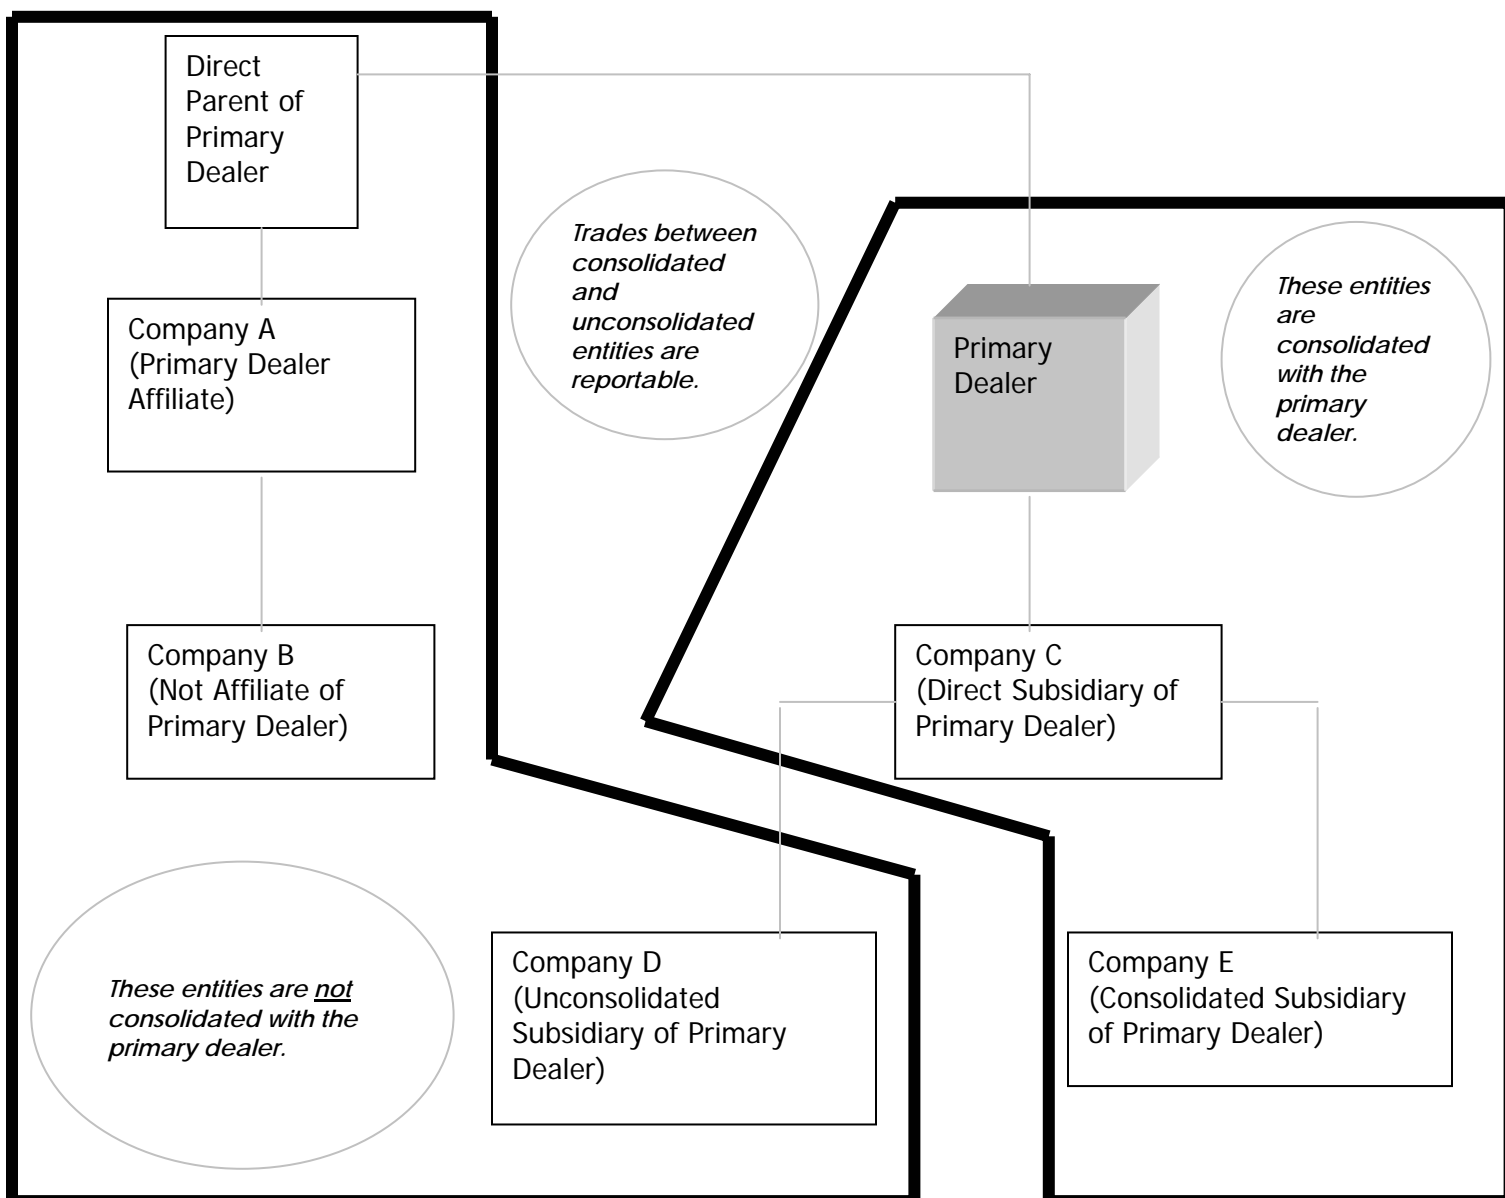 Direct
Parent of
Primary
Dealer
Trades between
consolidated
and
unconsolidated
entities are
reportable.
These entities
are
consolidated
with the
primary
dealer.
Company A
(Primary Dealer
Affiliate)
Primary
Dealer
Company B
(Not Affiliate of
Primary Dealer)
Company C
(Direct Subsidiary of
Primary Dealer)
These entities are not
consolidated with the
primary dealer.
Company D
(Unconsolidated
Subsidiary of Primary
Dealer)
Company E
(Consolidated Subsidiary
of Primary Dealer)